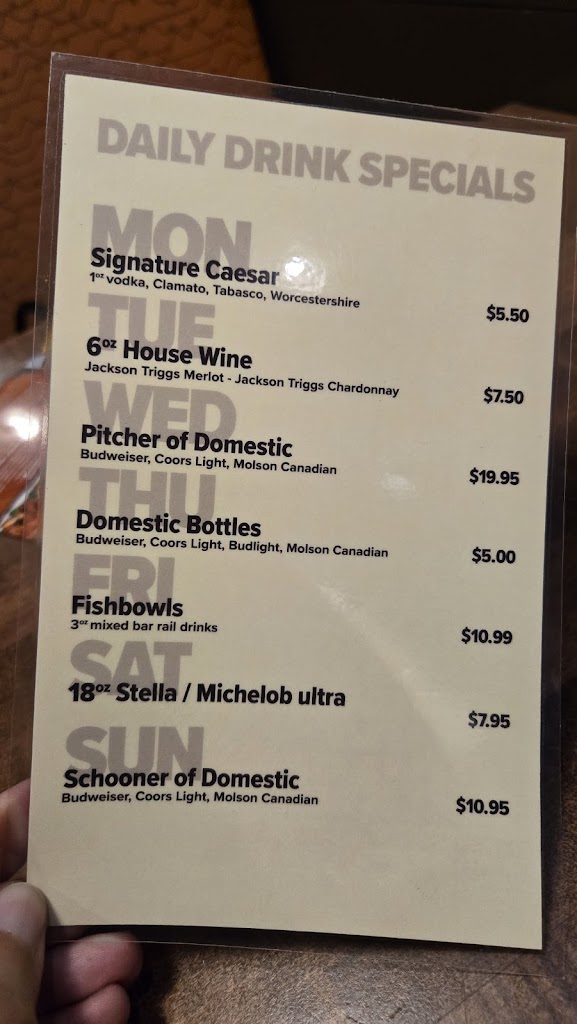 DAILY DRINK SPECIALS
MON
Signature Caesar
1oz vodka, Clamato, Tabasco, Worcestershire
$5.50
TUE
6oz House Wine
Jackson Triggs Merlot - Jackson Triggs Chardonnay
$7.50
WED
Pitcher of Domestic
Budweiser, Coors Light, Molson Canadian
$19.95
THU
Domestic Bottles
Budweiser, Coors Light, Budlight, Molson Canadian
$5.00
FRI
Fishbowls
3oz mixed bar rail drinks
$10.99
SAT
18oz Stella / Michelob ultra
$7.95
SUN
Schooner of Domestic
Budweiser, Coors Light, Molson Canadian
$10.95